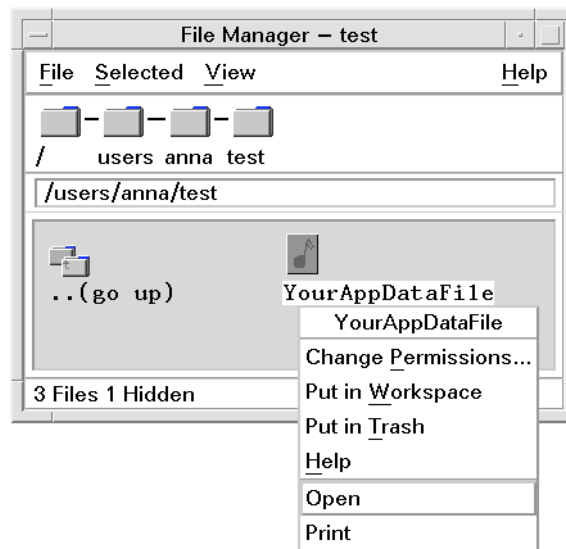 File Manager – test
File Selected View Help
/ users anna test
/users/anna/test
..(go up) YourAppDataFile
YourAppDataFile
Change Permissions...
Put in Workspace
Put in Trash
Help
Open
Print
3 Files 1 Hidden